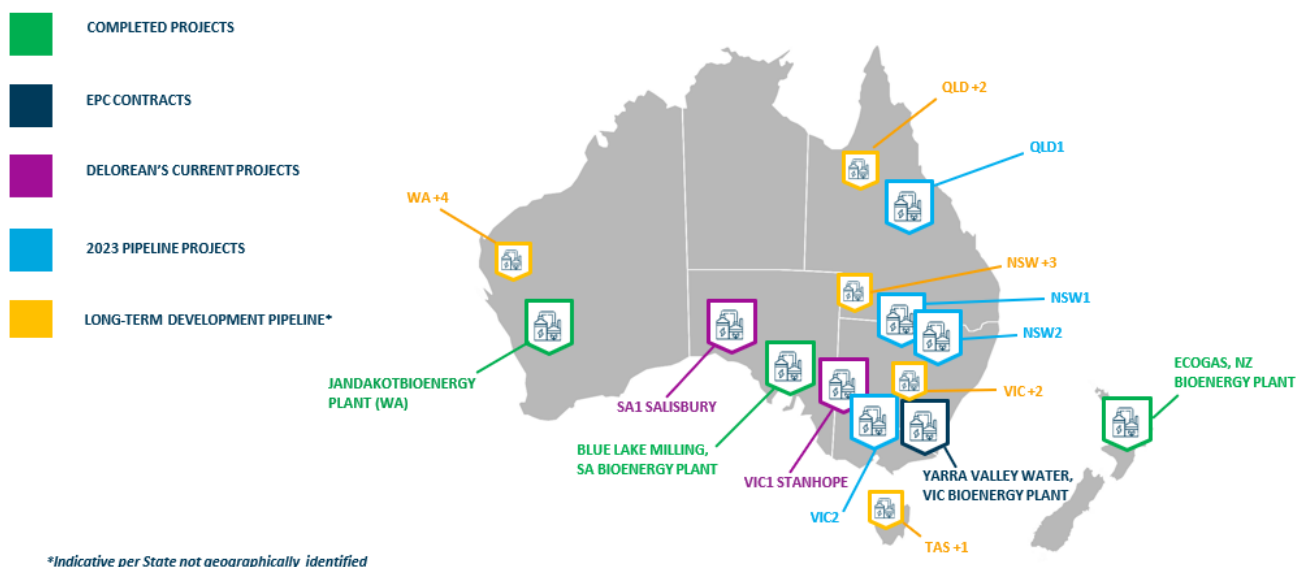 COMPLETED PROJECTS
EPC CONTRACTS
DELOREAN'S CURRENT PROJECTS
2023 PIPELINE PROJECTS
LONG-TERM DEVELOPMENT PIPELINE*
QLD +2
QLD1
WA +4
NSW +3
NSW1
NSW2
JANDAKOTBIOENERGY
PLANT (WA)
SA1 SALISBURY
VIC +2
ECOGAS, NZ
BIOENERGY PLANT
BLUE LAKE MILLING,
SA BIOENERGY PLANT
VIC1 STANHOPE
YARRA VALLEY WATER,
VIC BIOENERGY PLANT
VIC2
TAS +1
*Indicative per State not geographically identified